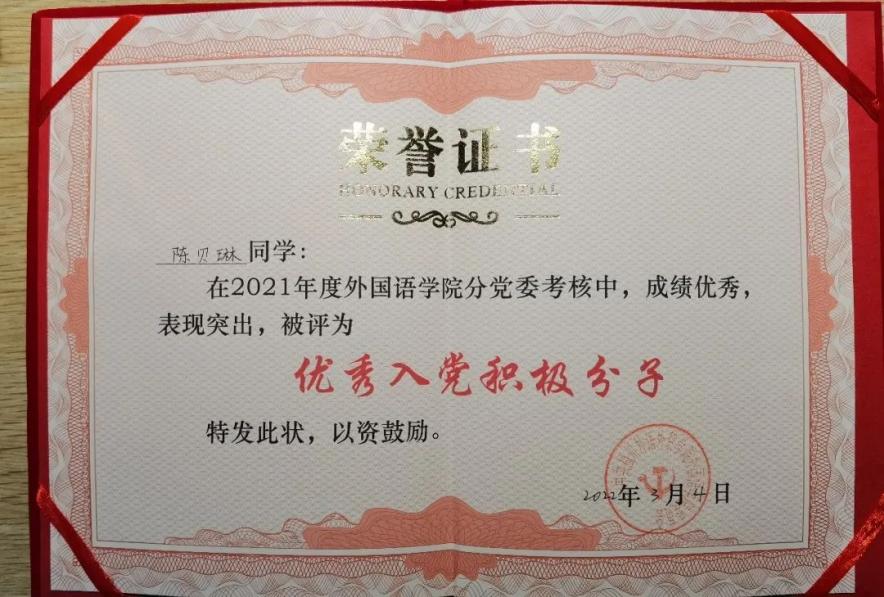 荣誉证书
HONORARY CREDENTIAL
陈贝琳同学：
在2021年度外国语学院分党委考核中，成绩优秀，
表现突出，被评为
优秀入党积极分子
特发此状，以资鼓励。
2022年3月4日